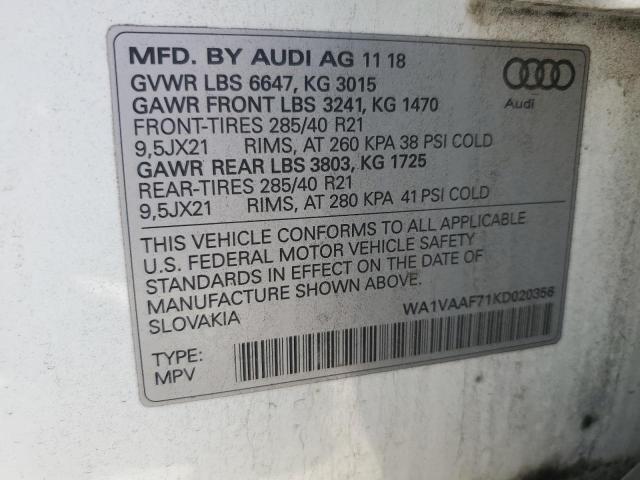 MFD. BY AUDI AG 11 18
GVWR LBS 6647, KG 3015
GAWR FRONT LBS 3241, KG 1470
FRONT-TIRES 285/40 R21
9,5JX21 RIMS, AT 260 KPA 38 PSI COLD
GAWR REAR LBS 3803, KG 1725
REAR-TIRES 285/40 R21
9,5JX21 RIMS, AT 280 KPA 41 PSI COLD
Audi
THIS VEHICLE CONFORMS TO ALL APPLICABLE
U.S. FEDERAL MOTOR VEHICLE SAFETY
STANDARDS IN EFFECT ON THE DATE OF
MANUFACTURE SHOWN ABOVE.
SLOVAKIA
WA1VAAF71KD020356
TYPE:
MPV